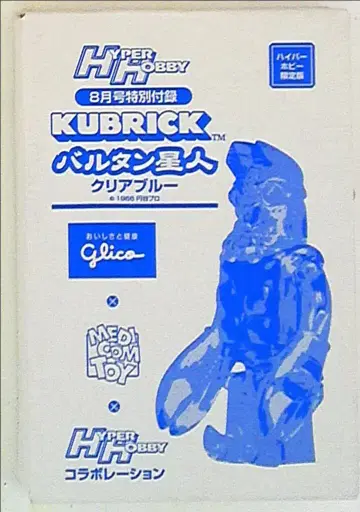 HYPER HOBBY
ハイパー
ホビー
限定版
8月号特別付録
KUBRICK™
バルタン星人
クリアブルー
© 1966 円谷プロ
おいしさと健康
Glico
×
MEDI
COM
TOY
×
HYPER HOBBY
コラボレーション